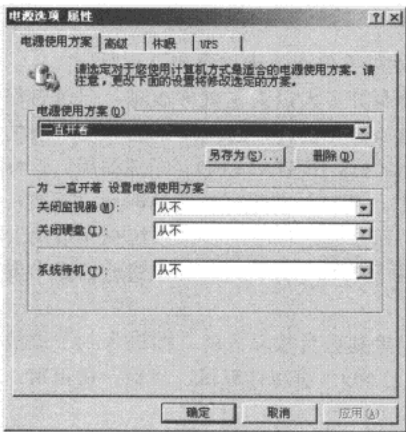 电源选项 属性
电源使用方案 高级 休眠 UPS
请选定对于您使用计算机方式最适合的电源使用方案。请
注意，更改下面的设置将修改选定的方案。
电源使用方案(D)
一直开着
另存为(S)... 删除(D)
为 一直开着 设置电源使用方案
关闭监视器(M): 从不
关闭硬盘(I): 从不
系统待机(T): 从不
确定 取消 应用(A)